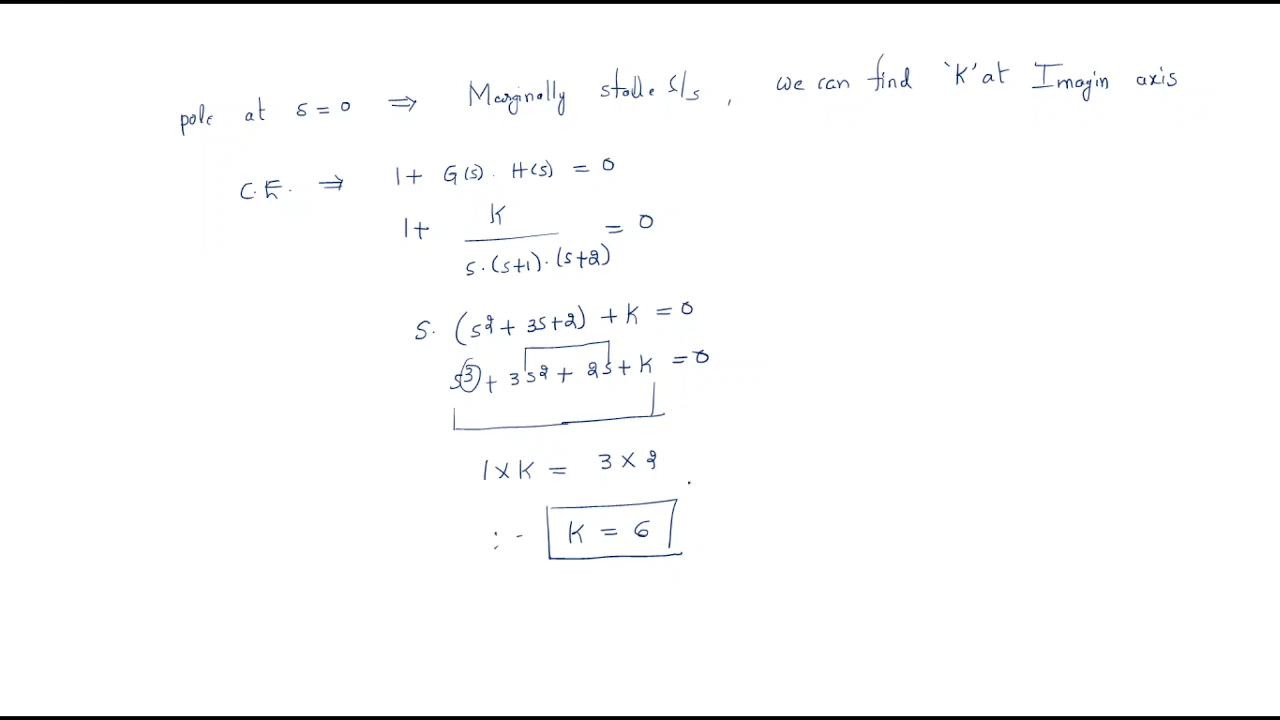 pole at s = 0 ⇒ Marginally stable S/s , we can find 'K' at Imagin axis
C.E. ⇒ 1 + G(s) . H(s) = 0
1 + K / s.(s+1).(s+2) = 0
S. (s² + 3s + 2) + K = 0
s³ + 3s² + 2s + K = 0
1 x K = 3 x 2
∴ - K = 6